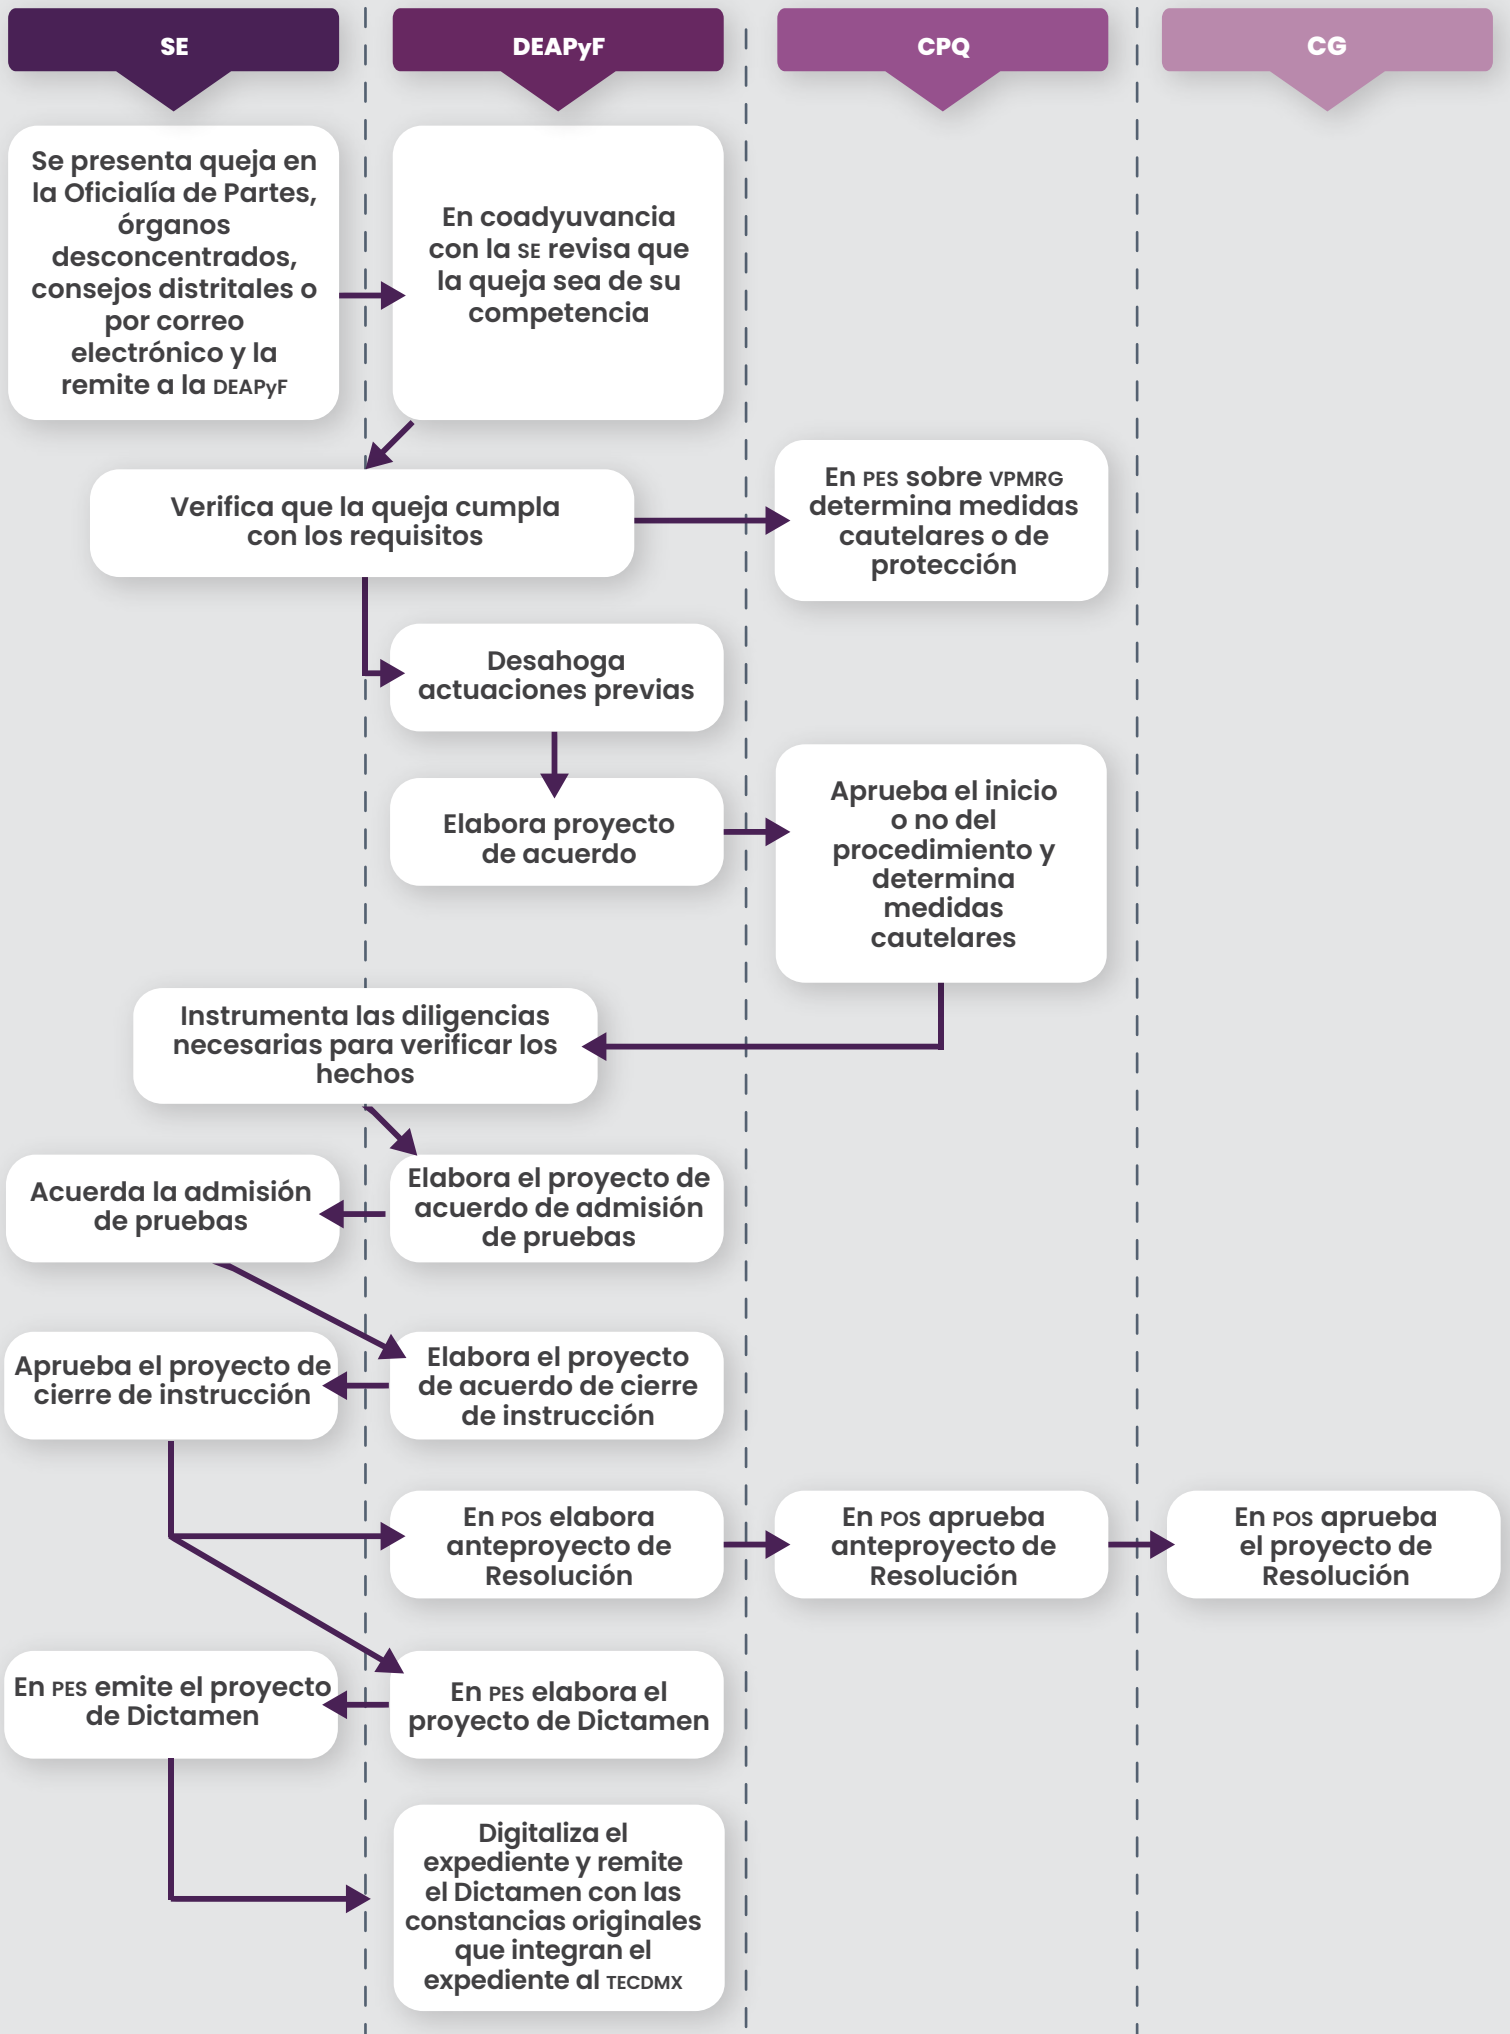 SE
DEAPyF
CPQ
CG
Se presenta queja en
la Oficialía de Partes,
órganos
desconcentrados,
consejos distritales o
por correo
electrónico y la
remite a la DEAPyF
En coadyuvancia
con la SE revisa que
la queja sea de su
competencia
Verifica que la queja cumpla
con los requisitos
En PES sobre VPMRG
determina medidas
cautelares o de
protección
Desahoga
actuaciones previas
Elabora proyecto
de acuerdo
Aprueba el inicio
o no del
procedimiento y
determina
medidas
cautelares
Instrumenta las diligencias
necesarias para verificar los
hechos
Elabora el proyecto de
acuerdo de admisión
de pruebas
Acuerda la admisión
de pruebas
Elabora el proyecto
de acuerdo de cierre
de instrucción
Aprueba el proyecto de
cierre de instrucción
En POS elabora
anteproyecto de
Resolución
En POS aprueba
anteproyecto de
Resolución
En POS aprueba
el proyecto de
Resolución
En PES elabora el
proyecto de Dictamen
En PES emite el proyecto
de Dictamen
Digitaliza el
expediente y remite
el Dictamen con las
constancias originales
que integran el
expediente al TECDMX